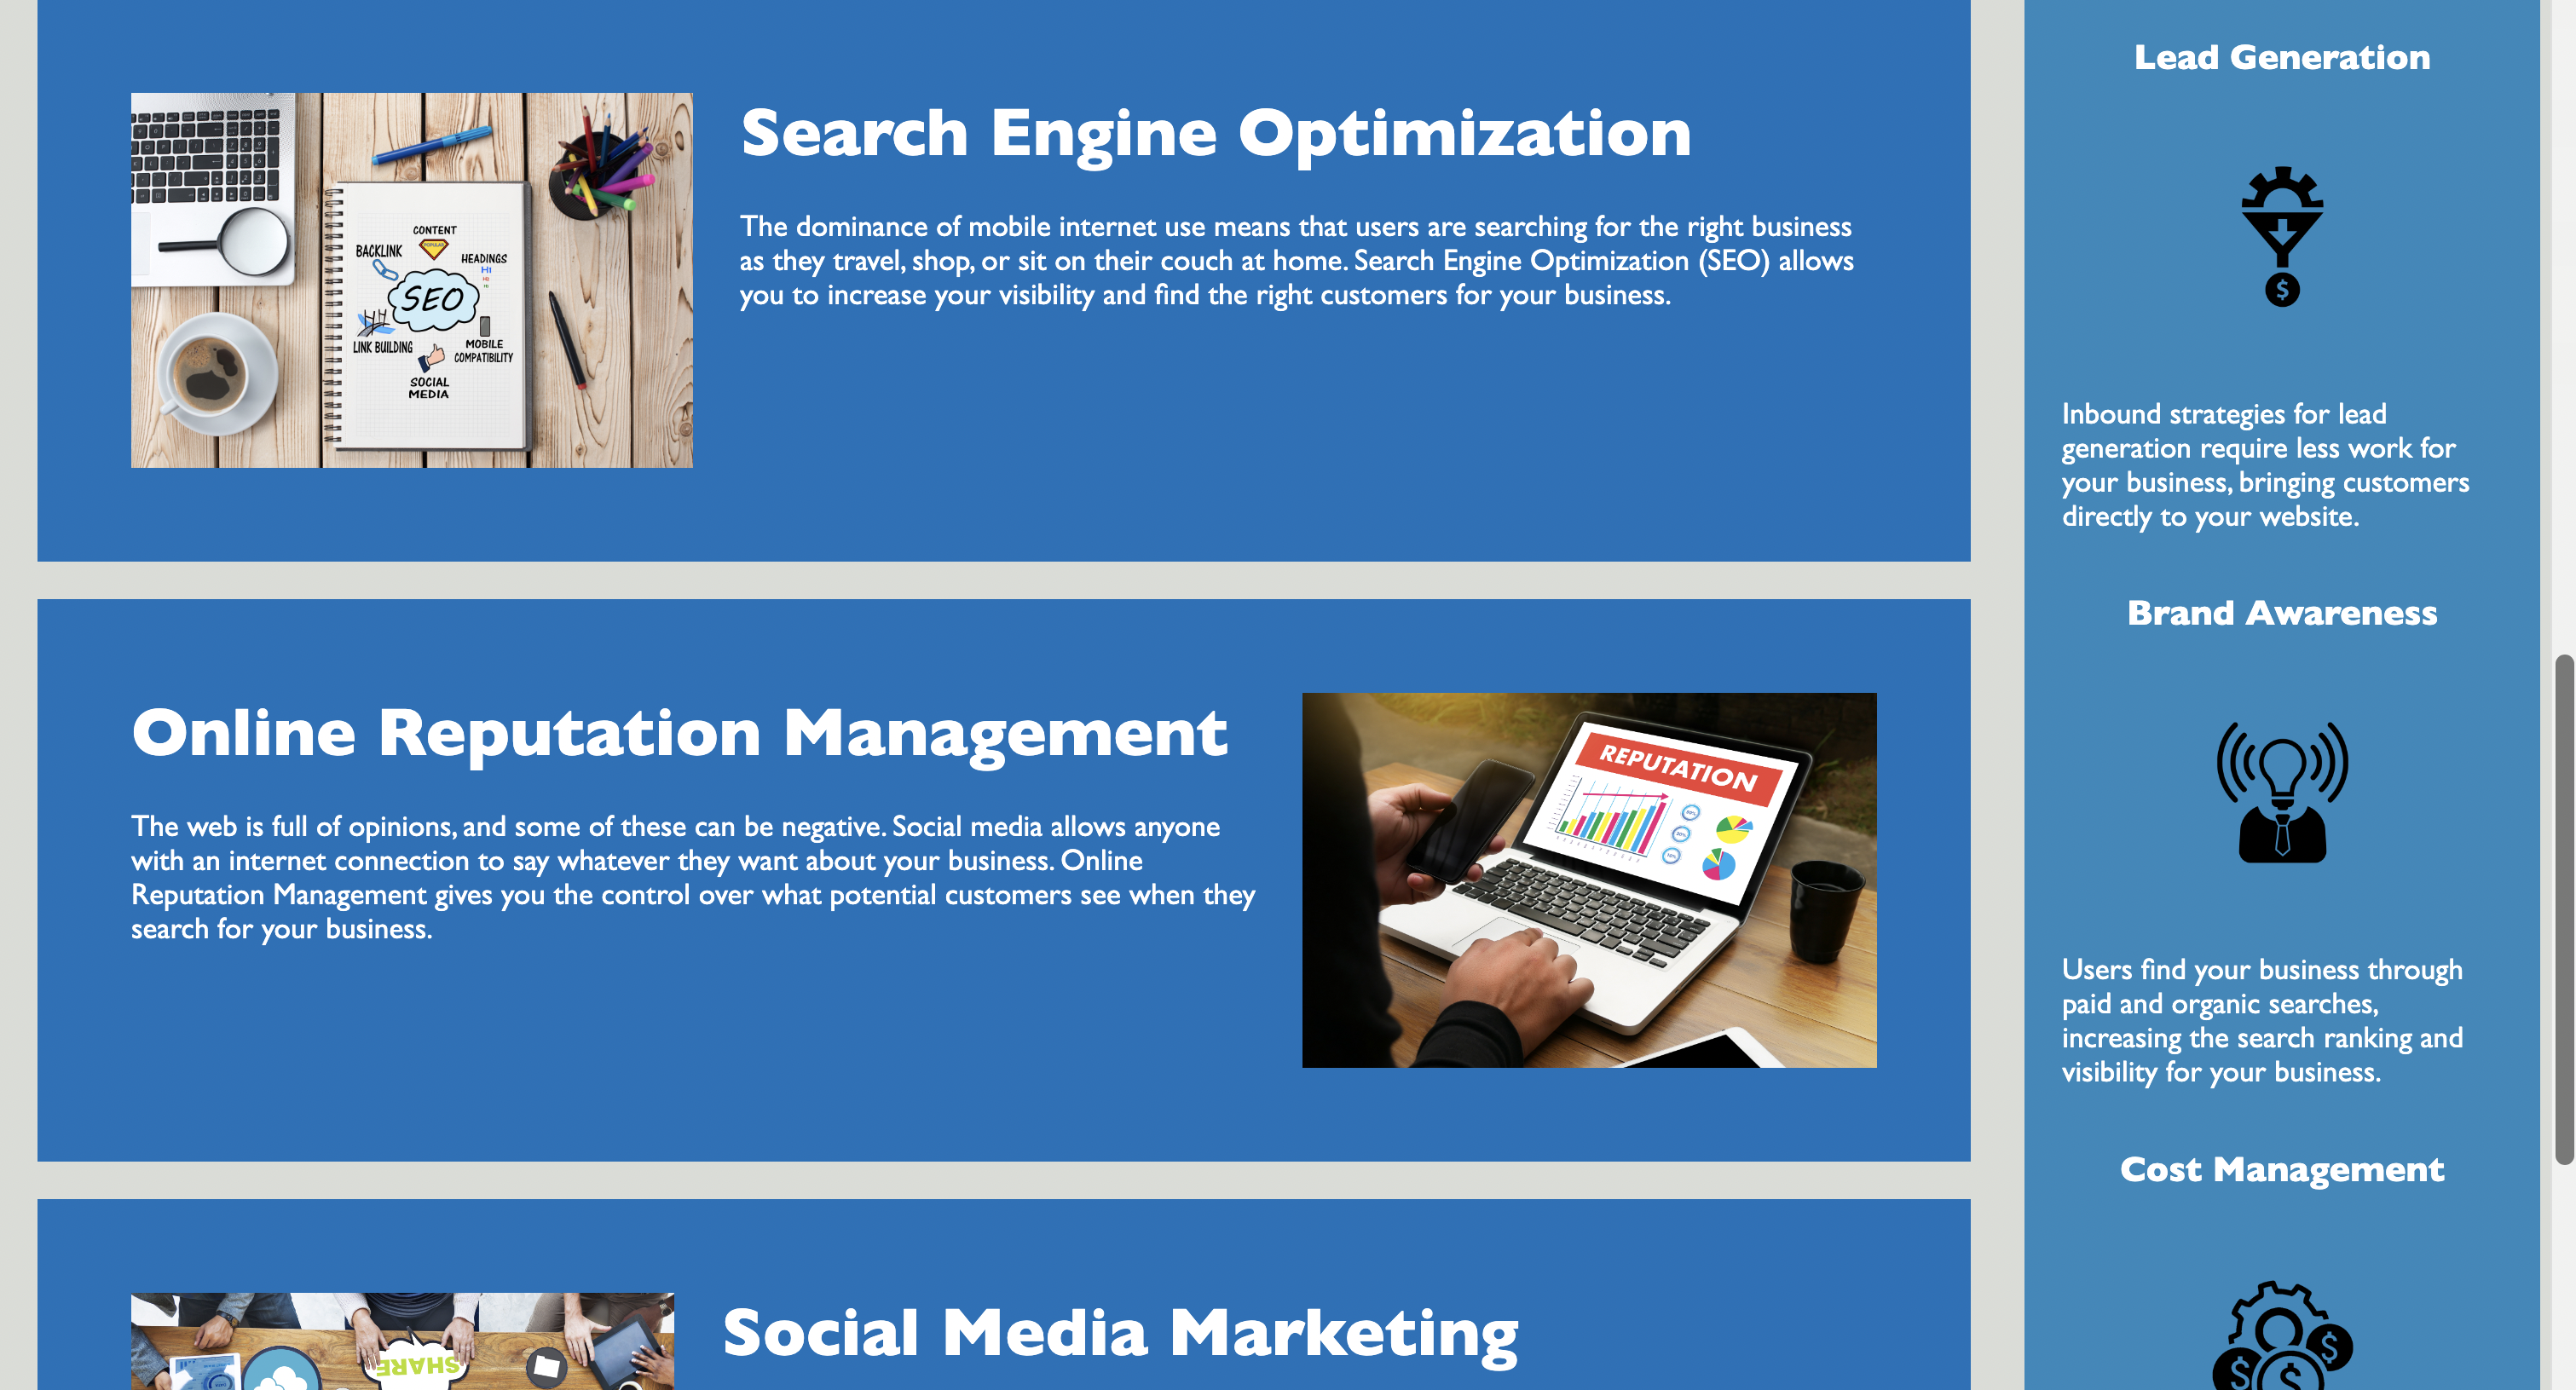 Search Engine Optimization
The dominance of mobile internet use means that users are searching for the right business
as they travel, shop, or sit on their couch at home. Search Engine Optimization (SEO) allows
you to increase your visibility and find the right customers for your business.
CONTENT
POPULAR
BACKLINK
HEADINGS
H1
SEO
LINK BUILDING
MOBILE
COMPATIBILITY
SOCIAL
MEDIA
Online Reputation Management
The web is full of opinions, and some of these can be negative. Social media allows anyone
with an internet connection to say whatever they want about your business. Online
Reputation Management gives you the control over what potential customers see when they
search for your business.
REPUTATION
Social Media Marketing
SHARE
Lead Generation
$
Inbound strategies for lead
generation require less work for
your business, bringing customers
directly to your website.
Brand Awareness
Users find your business through
paid and organic searches,
increasing the search ranking and
visibility for your business.
Cost Management
$
$
$